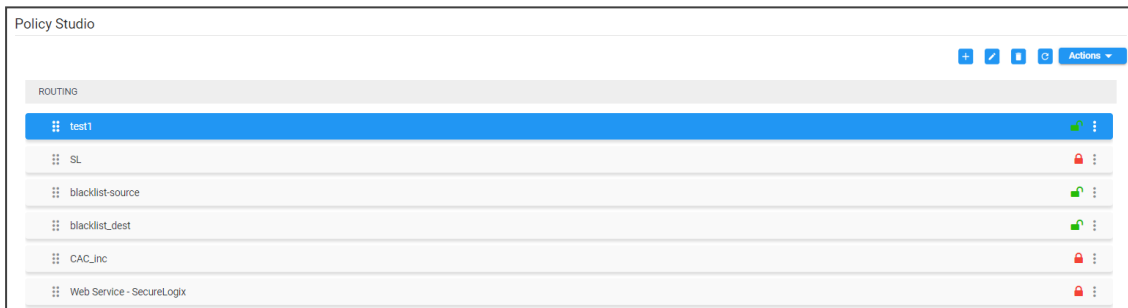 Policy Studio
Actions
ROUTING
test1
SL
blacklist-source
blacklist_dest
CAC_inc
Web Service - SecureLogix